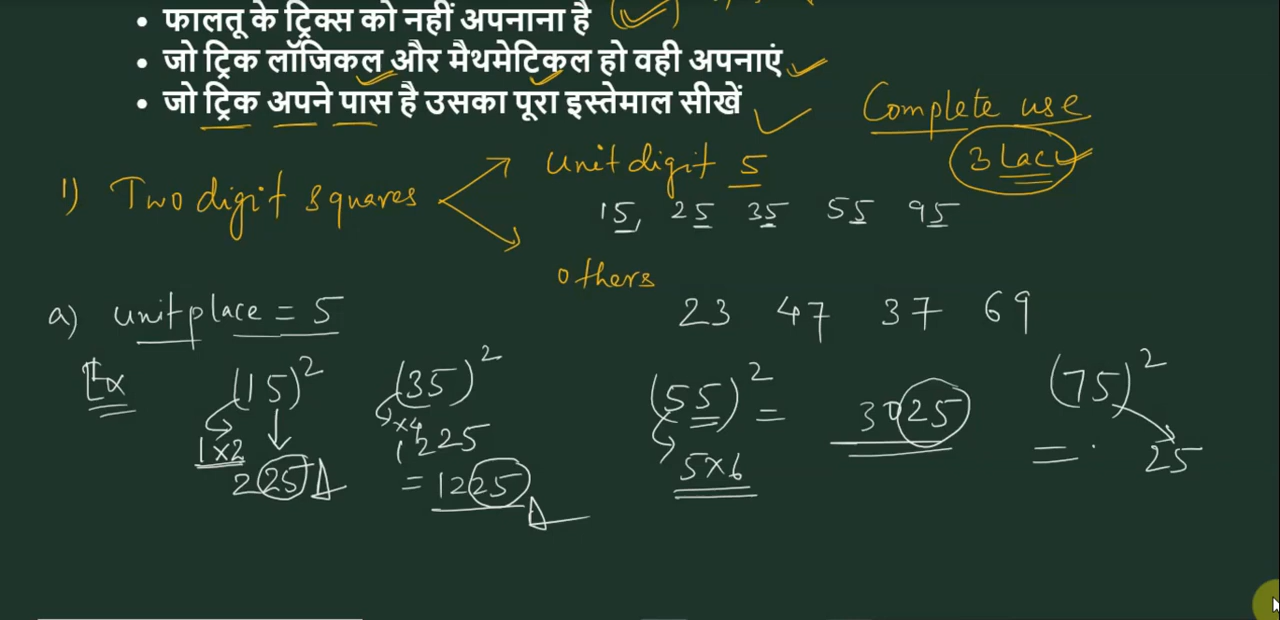 • फालतू के ट्रिक्स को नहीं अपनाना है
• जो ट्रिक लॉजिकल और मैथमेटिकल हो वही अपनाएं
• जो ट्रिक अपने पास है उसका पूरा इस्तेमाल सीखें
Complete use
3 Lacs
1) Two digit squares
unit digit 5
15, 25 35 55 95
others
23 47 37 69
a) unit place = 5
Ex (15)² (35)² (55)² = 3025 (75)²
1×2 ×4 5×6 = 25
225 1225
= 1225